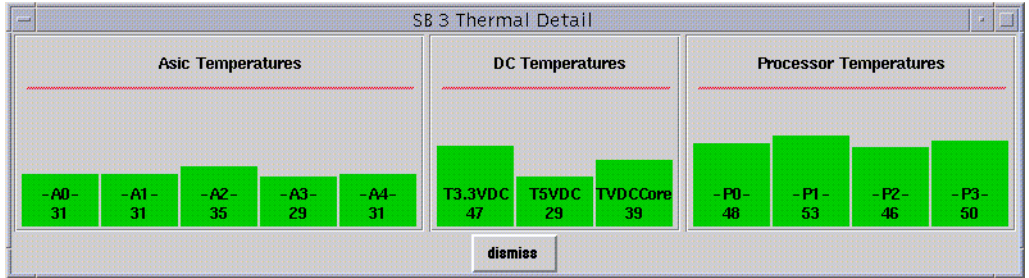 SB 3 Thermal Detail
Asic Temperatures
-A0- -A1- -A2- -A3- -A4-
31 31 35 29 31
DC Temperatures
T3.3VDC T5VDC TVDCCore
47 29 39
Processor Temperatures
-P0- -P1- -P2- -P3-
48 53 46 50
dismiss